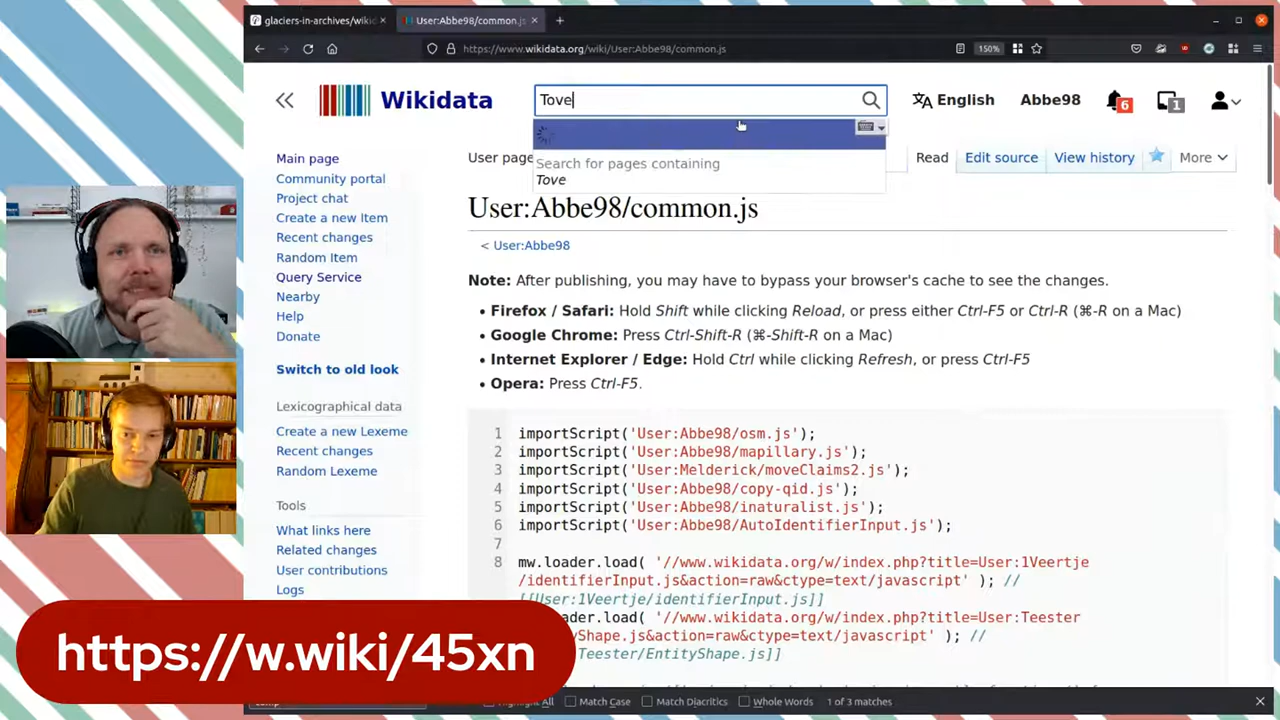 glaciers-in-archives/wikid
User:Abbe98/common.js
https://www.wikidata.org/wiki/User:Abbe98/common.js
150%
Wikidata
Tove
English
Abbe98
6
1
Search for pages containing
Tove
User page
Read
Edit source
View history
More
Main page
Community portal
Project chat
Create a new Item
Recent changes
Random Item
Query Service
Nearby
Help
Donate
Switch to old look
Lexicographical data
Create a new Lexeme
Recent changes
Random Lexeme
Tools
What links here
Related changes
User contributions
Logs
User:Abbe98/common.js
< User:Abbe98
Note: After publishing, you may have to bypass your browser's cache to see the changes.
• Firefox / Safari: Hold Shift while clicking Reload, or press either Ctrl-F5 or Ctrl-R (⌘-R on a Mac)
• Google Chrome: Press Ctrl-Shift-R (⌘-Shift-R on a Mac)
• Internet Explorer / Edge: Hold Ctrl while clicking Refresh, or press Ctrl-F5
• Opera: Press Ctrl-F5.
1 importScript('User:Abbe98/osm.js');
2 importScript('User:Abbe98/mapillary.js');
3 importScript('User:Melderick/moveClaims2.js');
4 importScript('User:Abbe98/copy-qid.js');
5 importScript('User:Abbe98/inaturalist.js');
6 importScript('User:Abbe98/AutoIdentifierInput.js');
7
8 mw.loader.load( '//www.wikidata.org/w/index.php?title=User:1Veertje
/identifierInput.js&action=raw&ctype=text/javascript' ); //
[[User:1Veertje/identifierInput.js]]
ader.load( '//www.wikidata.org/w/index.php?title=User:Teester
yShape.js&action=raw&ctype=text/javascript' ); //
Teester/EntityShape.js]]
https://w.wiki/45xn
Match Case
Match Diacritics
Whole Words
1 of 3 matches